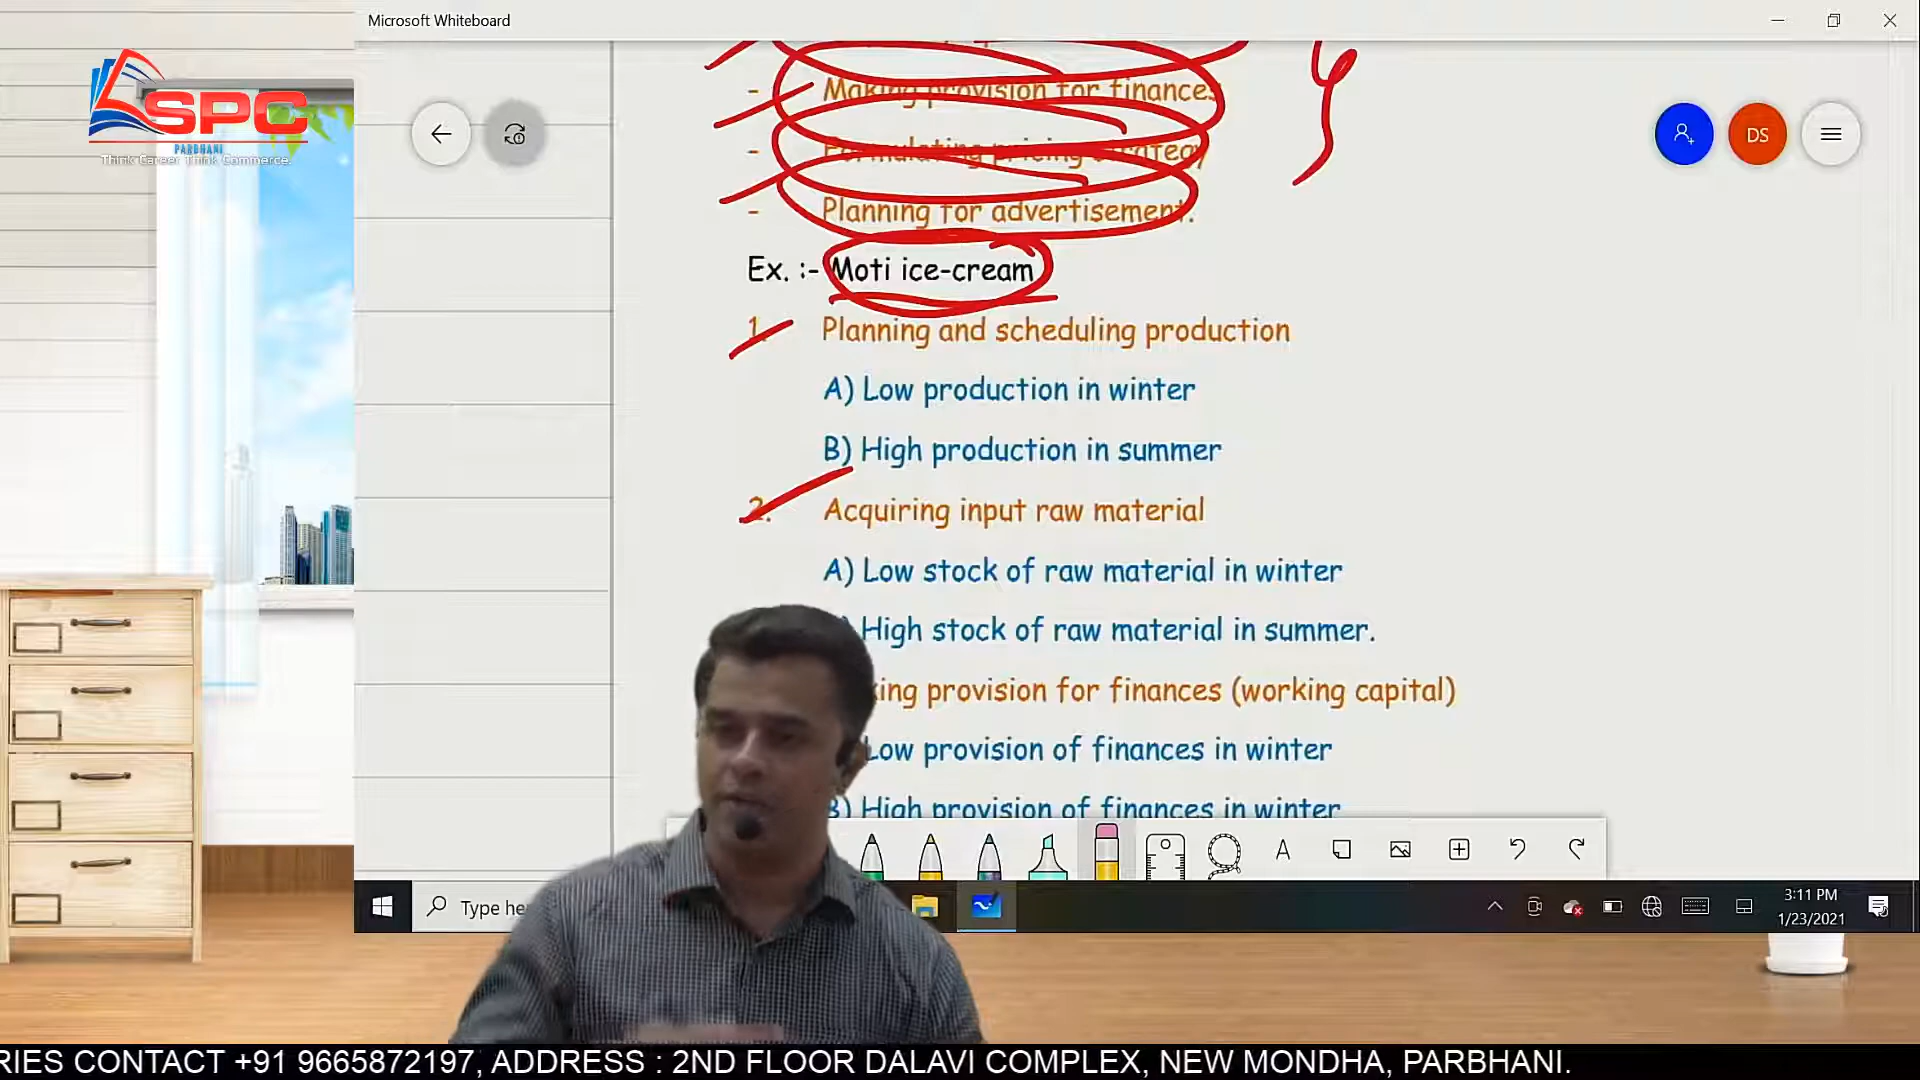 Microsoft Whiteboard
SPC
PARBHANI
Think Career Think Commerce.
- Making provision for finances
- Formulating pricing strategy
- Planning for advertisement.
DS
Ex. :- Moti ice-cream
1. Planning and scheduling production
A) Low production in winter
B) High production in summer
2. Acquiring input raw material
A) Low stock of raw material in winter
) High stock of raw material in summer.
king provision for finances (working capital)
Low provision of finances in winter
B) High provision of finances in winter
Type he
3:11 PM
1/23/2021
RIES CONTACT +91 9665872197, ADDRESS : 2ND FLOOR DALAVI COMPLEX, NEW MONDHA, PARBHANI.